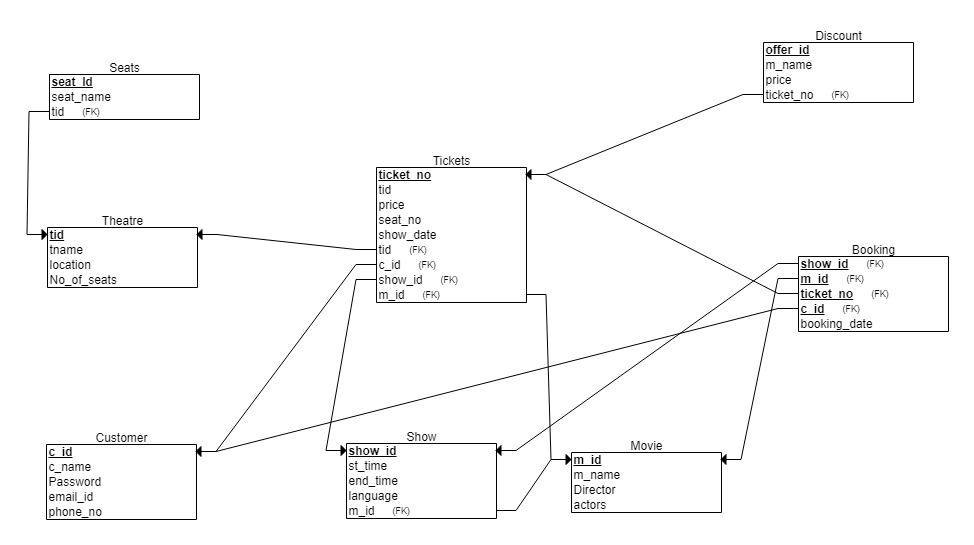 Discount
offer_id
m_name
price
ticket_no (FK)
Seats
seat_Id
seat_name
tid (FK)
Tickets
ticket_no
tid
price
seat_no
show_date
tid (FK)
c_id (FK)
show_id (FK)
m_id (FK)
Theatre
tid
tname
location
No_of_seats
Booking
show_id (FK)
m_id (FK)
ticket_no (FK)
c_id (FK)
booking_date
Customer
c_id
c_name
Password
email_id
phone_no
Show
show_id
st_time
end_time
language
m_id (FK)
Movie
m_id
m_name
Director
actors